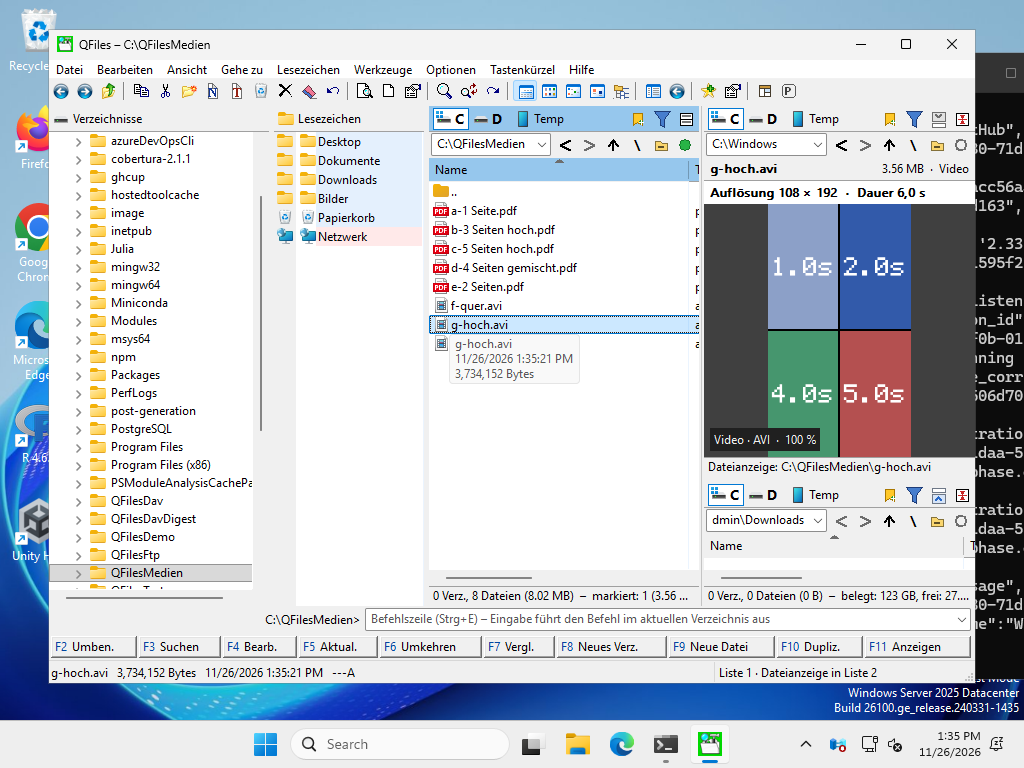 Recycle
Firefo
Goog
Chron
Micros
Edge
R 4.6.
Unity H
QFiles – C:\QFilesMedien
Datei Bearbeiten Ansicht Gehe zu Lesezeichen Werkzeuge Optionen Tastenkürzel Hilfe
Verzeichnisse
azureDevOpsCli
cobertura-2.1.1
ghcup
hostedtoolcache
image
inetpub
Julia
mingw32
mingw64
Miniconda
Modules
msys64
npm
Packages
PerfLogs
post-generation
PostgreSQL
Program Files
Program Files (x86)
PSModuleAnalysisCachePa
QFilesDav
QFilesDavDigest
QFilesDemo
QFilesFtp
QFilesMedien
Lesezeichen
Desktop
Dokumente
Downloads
Bilder
Papierkorb
Netzwerk
C D Temp
C:\QFilesMedien < > \
Name T
..
a-1 Seite.pdf
b-3 Seiten hoch.pdf
c-5 Seiten hoch.pdf
d-4 Seiten gemischt.pdf
e-2 Seiten.pdf
f-quer.avi
g-hoch.avi
g-hoch.avi
11/26/2026 1:35:21 PM
3,734,152 Bytes
0 Verz., 8 Dateien (8.02 MB) – markiert: 1 (3.56 ...
C D Temp
C:\Windows < > \
g-hoch.avi 3.56 MB · Video
Auflösung 108 × 192 · Dauer 6,0 s
1.0s 2.0s
4.0s 5.0s
Video · AVI · 100 %
Dateianzeige: C:\QFilesMedien\g-hoch.avi
C D Temp
dmin\Downloads < > \
Name T
0 Verz., 0 Dateien (0 B) – belegt: 123 GB, frei: 27....
C:\QFilesMedien> Befehlszeile (Strg+E) – Eingabe führt den Befehl im aktuellen Verzeichnis aus
F2 Umben. F3 Suchen F4 Bearb. F5 Aktual. F6 Umkehren F7 Vergl. F8 Neues Verz. F9 Neue Datei F10 Dupliz. F11 Anzeigen
g-hoch.avi 3,734,152 Bytes 11/26/2026 1:35:21 PM ---A Liste 1 · Dateianzeige in Liste 2
Windows Server 2025 Datacenter
Build 26100.ge_release.240331-1435
Search
1:35 PM
11/26/2026